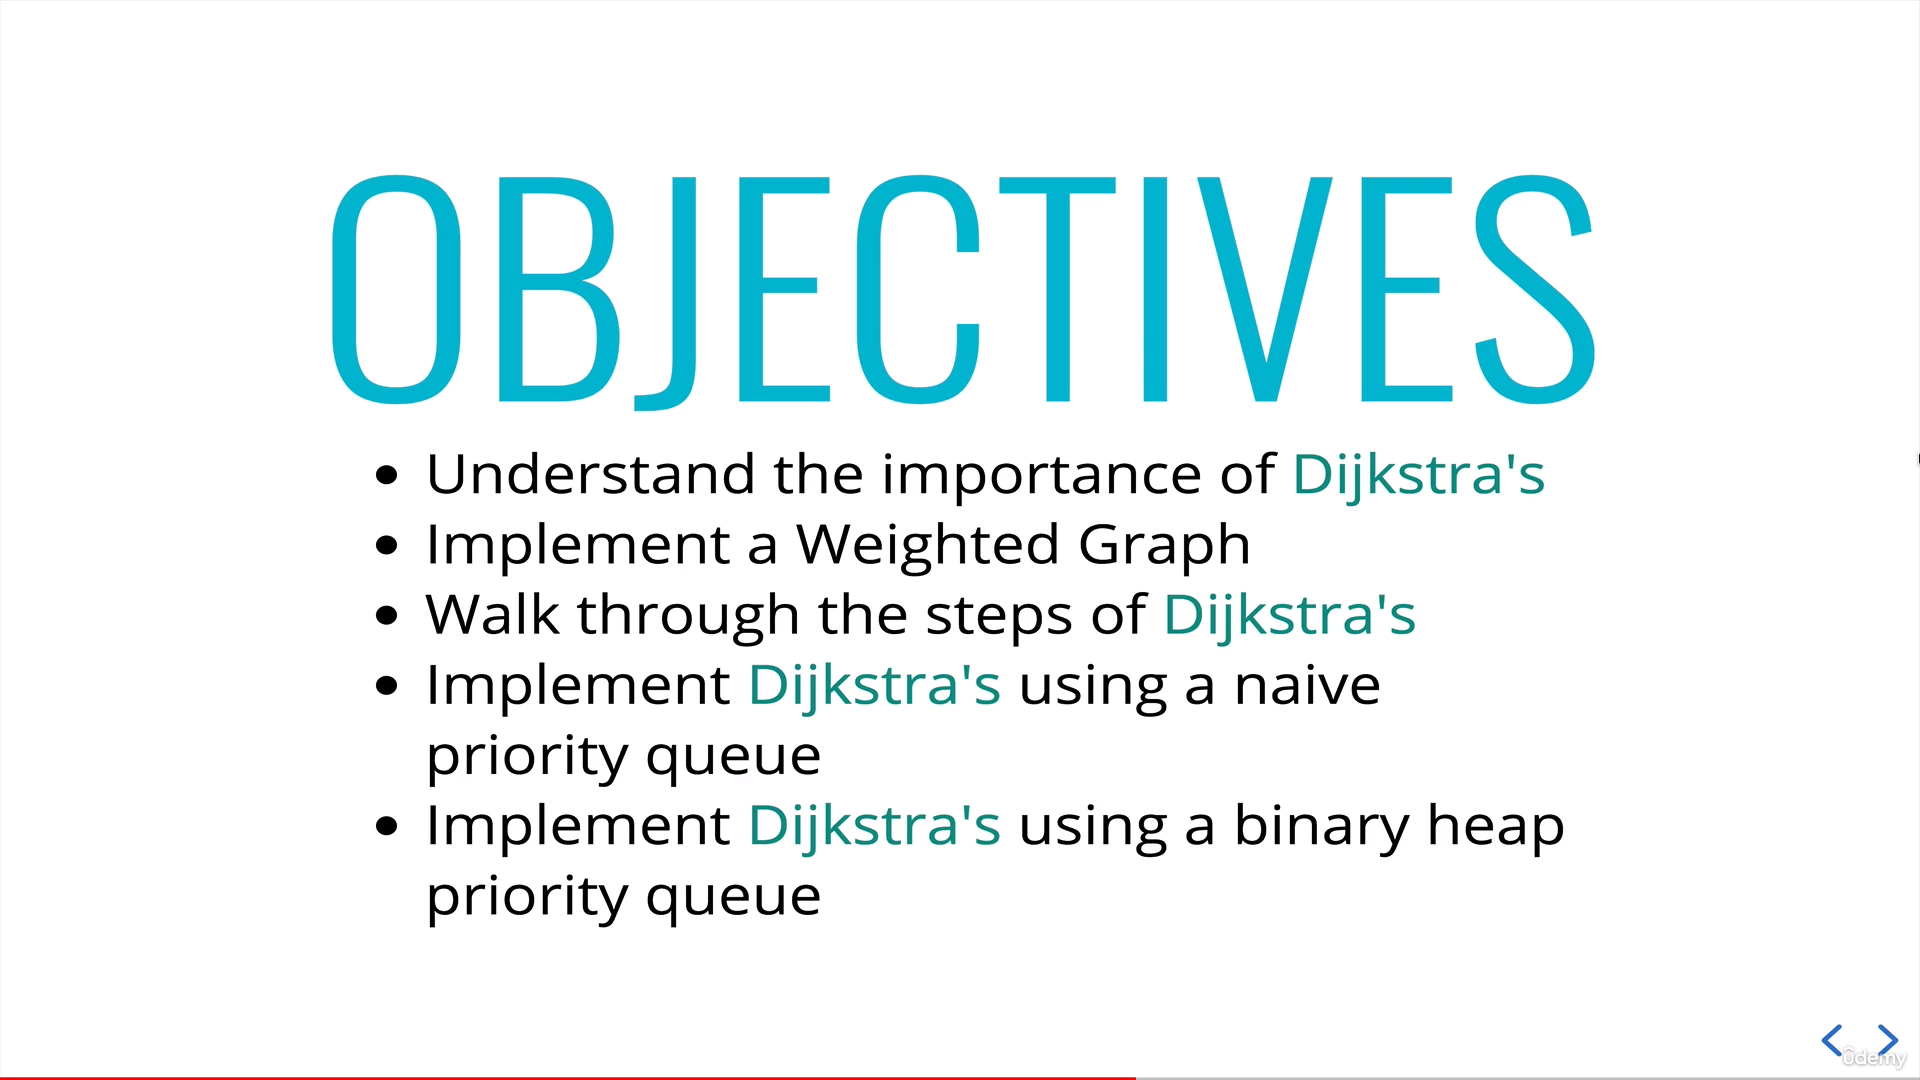 OBJECTIVES
Understand the importance of Dijkstra's
Implement a Weighted Graph
Walk through the steps of Dijkstra's
Implement Dijkstra's using a naive
priority queue
Implement Dijkstra's using a binary heap
priority queue
ûdemy